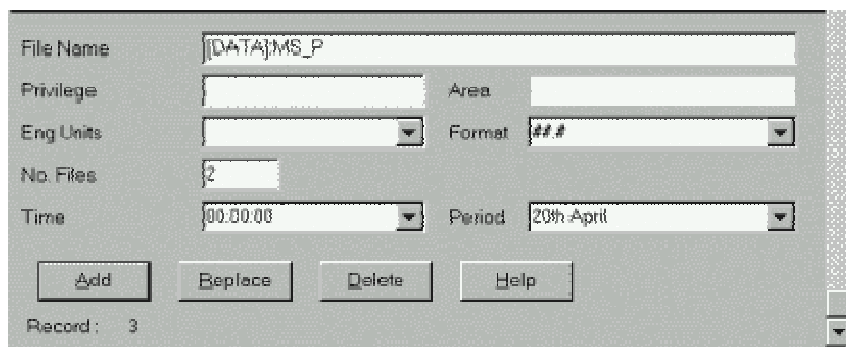 File Name [DATA]:MS_P
Privilege Area
Eng Units Format ##.#
No. Files 2
Time 00:00:00 Period 20th April
Add Replace Delete Help
Record : 3